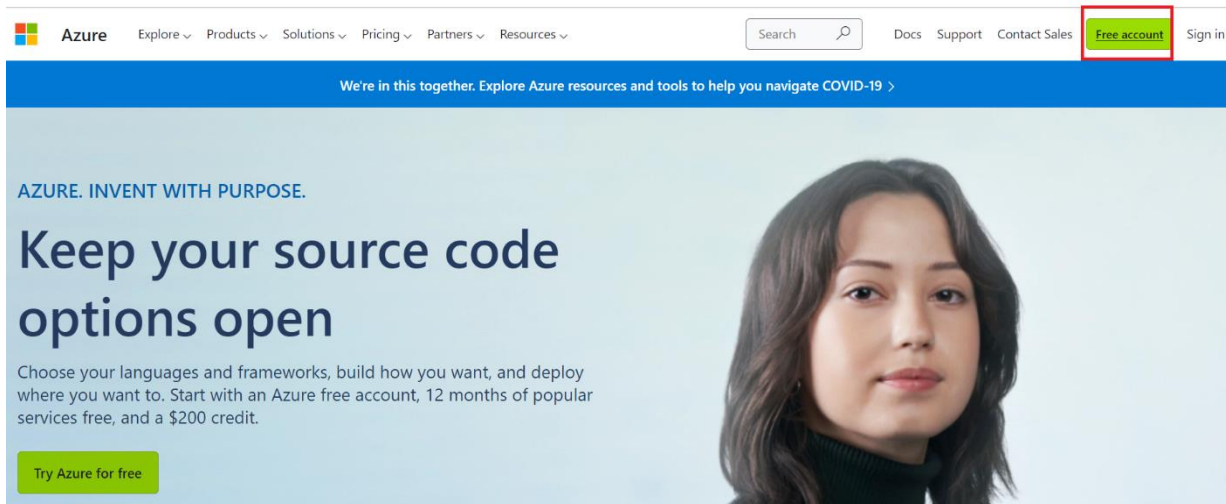 Azure Explore Products Solutions Pricing Partners Resources Search Docs Support Contact Sales Free account Sign in
We're in this together. Explore Azure resources and tools to help you navigate COVID-19 >
AZURE. INVENT WITH PURPOSE.
Keep your source code
options open
Choose your languages and frameworks, build how you want, and deploy
where you want to. Start with an Azure free account, 12 months of popular
services free, and a $200 credit.
Try Azure for free